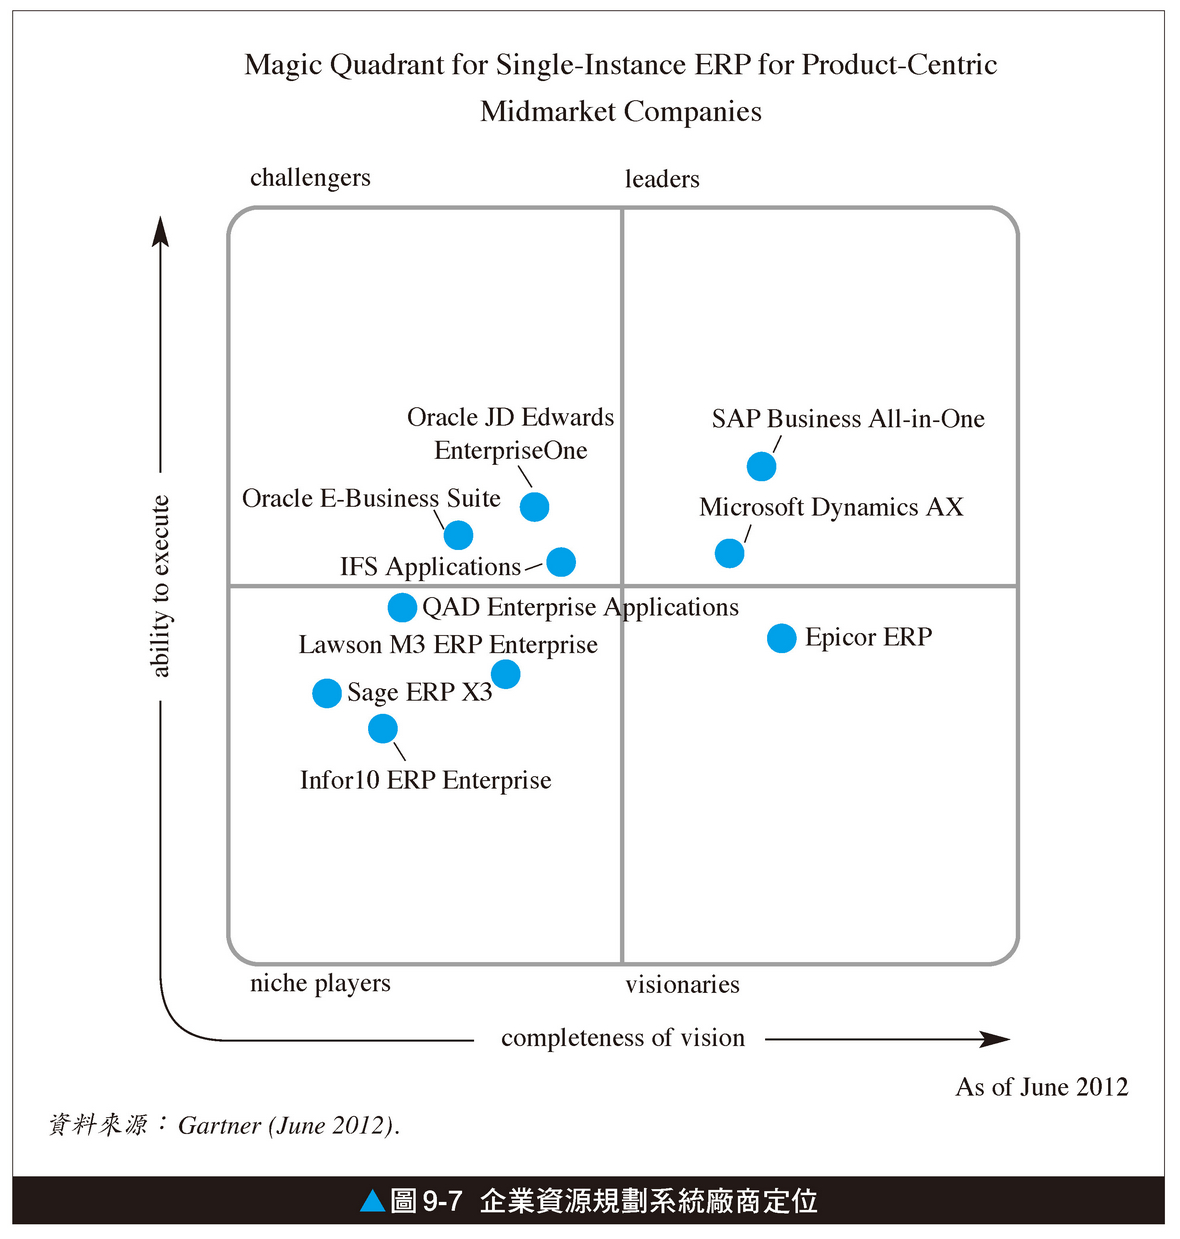 Magic Quadrant for Single-Instance ERP for Product-Centric
Midmarket Companies
challengers
leaders
ability to execute
Oracle JD Edwards
EnterpriseOne
SAP Business All-in-One
Oracle E-Business Suite
Microsoft Dynamics AX
IFS Applications
QAD Enterprise Applications
Epicor ERP
Lawson M3 ERP Enterprise
Sage ERP X3
Infor10 ERP Enterprise
niche players
visionaries
completeness of vision
As of June 2012
資料來源：Gartner (June 2012).
▲圖 9-7 企業資源規劃系統廠商定位